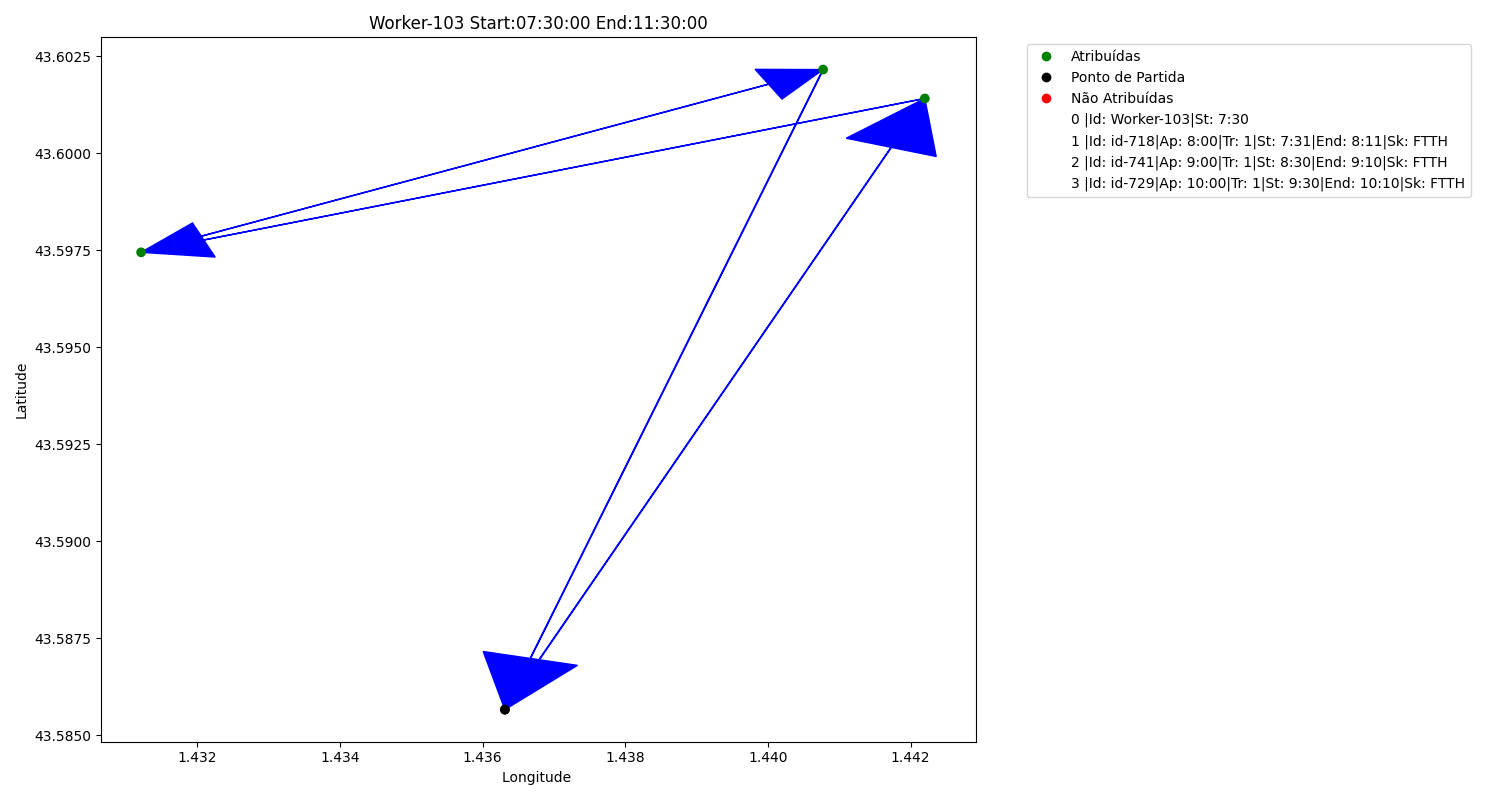 Worker-103 Start:07:30:00 End:11:30:00
43.6025
43.6000
43.5975
43.5950
43.5925
43.5900
43.5875
43.5850
Latitude
1.432
1.434
1.436
1.438
1.440
1.442
Longitude
Atribuídas
Ponto de Partida
Não Atribuídas
0 |Id: Worker-103|St: 7:30
1 |Id: id-718|Ap: 8:00|Tr: 1|St: 7:31|End: 8:11|Sk: FTTH
2 |Id: id-741|Ap: 9:00|Tr: 1|St: 8:30|End: 9:10|Sk: FTTH
3 |Id: id-729|Ap: 10:00|Tr: 1|St: 9:30|End: 10:10|Sk: FTTH